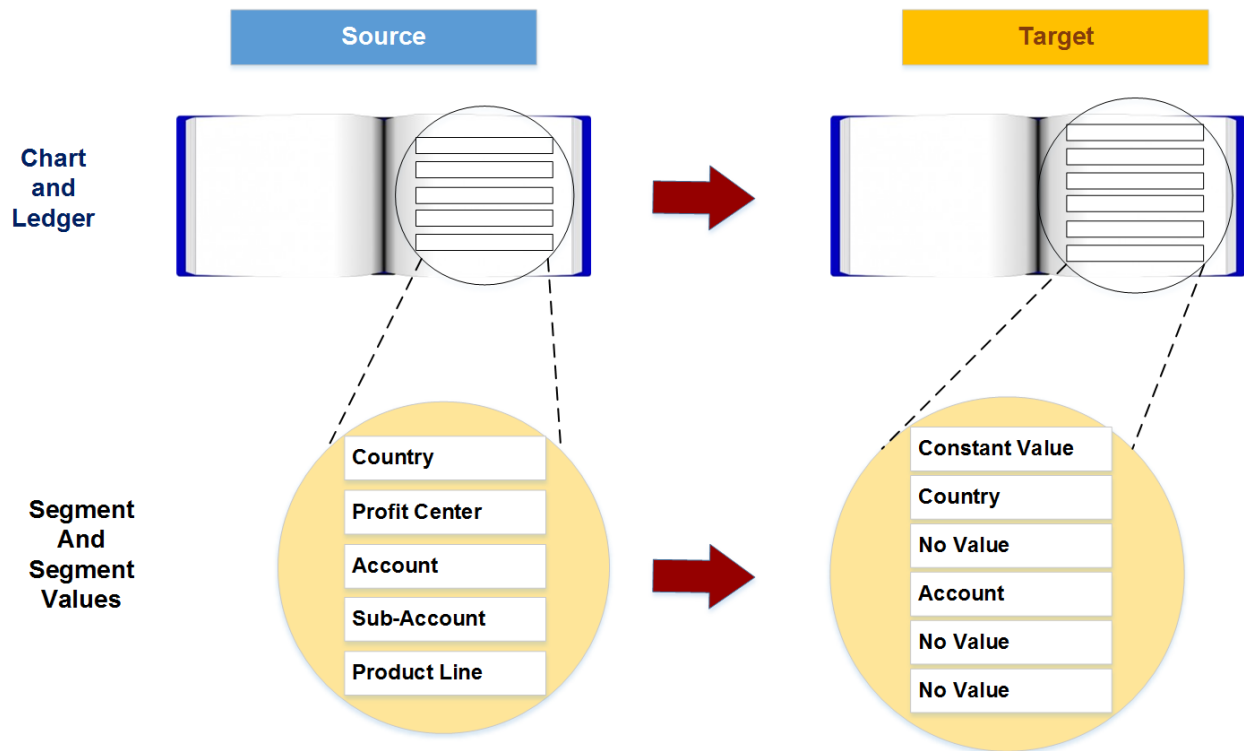 Source
Target
Chart
and
Ledger
Segment
And
Segment
Values
Country
Profit Center
Account
Sub-Account
Product Line
Constant Value
Country
No Value
Account
No Value
No Value